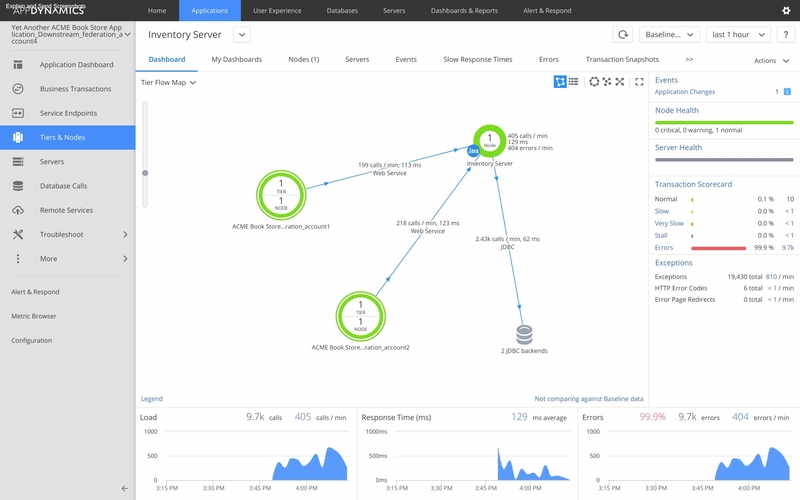 Explain and Send Screenshots
APPDYNAMICS
Home
Applications
User Experience
Databases
Servers
Dashboards & Reports
Alert & Respond
Yet Another ACME Book Store App
lication_Downstream_federation_a
ccount4
Inventory Server
Baseline...
last 1 hour
?
Dashboard
My Dashboards
Nodes (1)
Servers
Events
Slow Response Times
Errors
Transaction Snapshots
>>
Actions
Application Dashboard
Business Transactions
Service Endpoints
Tiers & Nodes
Servers
Database Calls
Remote Services
Troubleshoot
More
Alert & Respond
Metric Browser
Configuration
Tier Flow Map
1
Node
Java
405 calls / min
129 ms
404 errors / min
Inventory Server
199 calls / min, 113 ms
Web Service
1
TIER
1
NODE
ACME Book Store...ration_account1
218 calls / min, 123 ms
Web Service
2.43k calls / min, 62 ms
JDBC
1
TIER
1
NODE
ACME Book Store...ration_account2
2 JDBC backends
Legend
Not comparing against Baseline data
Events
Application Changes 1
Node Health
0 critical, 0 warning, 1 normal
Server Health
Transaction Scorecard
Normal 0.1 % 10
Slow 0.0 % < 1
Very Slow 0.0 % < 1
Stall 0.0 % < 1
Errors 99.9 % 9.7k
Exceptions
Exceptions 19,430 total 810 / min
HTTP Error Codes 6 total < 1 / min
Error Page Redirects 0 total < 1 / min
Load 9.7k calls 405 calls / min
1000
500
0
3:15 PM 3:30 PM 3:45 PM 4:00 PM
Response Time (ms) 129 ms average
1000ms
500ms
0ms
3:15 PM 3:30 PM 3:45 PM 4:00 PM
Errors 99.9% 9.7k errors 404 errors / min
1000
500
0
3:15 PM 3:30 PM 3:45 PM 4:00 PM